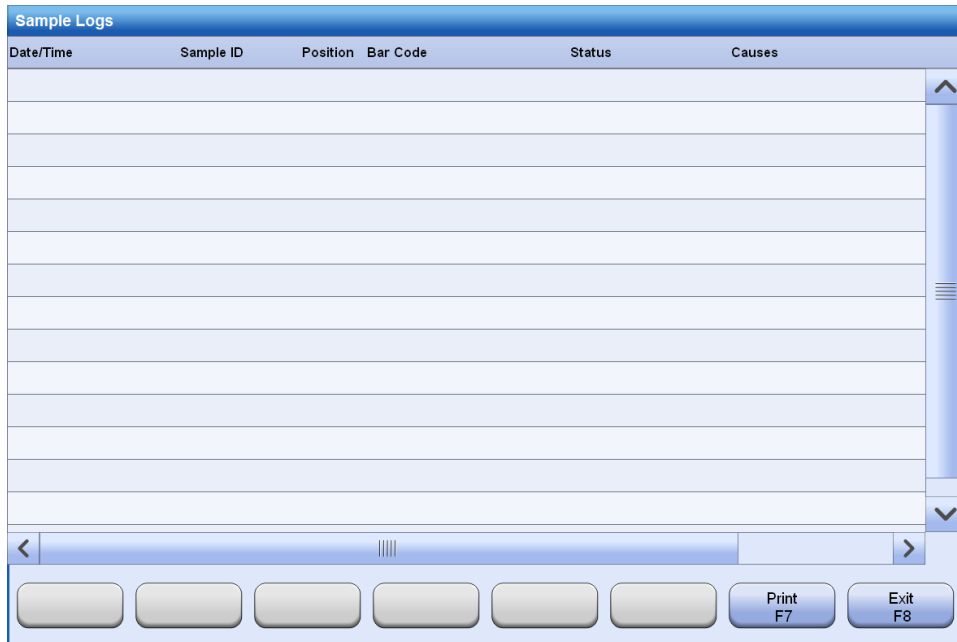 Sample Logs
Date/Time Sample ID Position Bar Code Status Causes
Print Exit
F7 F8